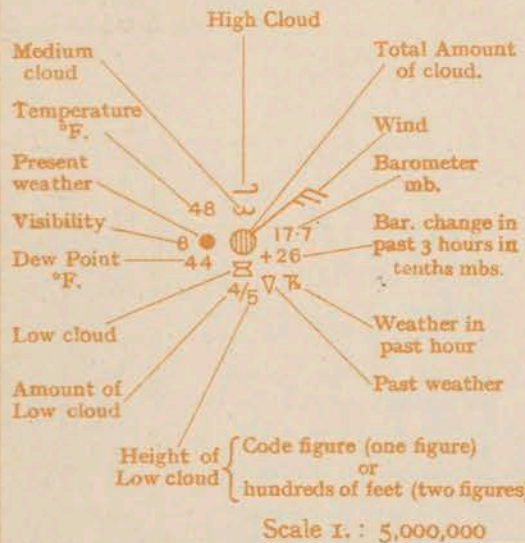 High Cloud
Medium
cloud
Total Amount
of cloud.
Temperature
°F.
Wind
Present
weather
Barometer
mb.
48
Visibility
8
17·7
Bar. change in
past 3 hours in
tenths mbs.
Dew Point
°F.
44
+26
4/5
Low cloud
Weather in
past hour
Amount of
Low cloud
Past weather
Height of
Low cloud
Code figure (one figure)
or
hundreds of feet (two figures)
Scale 1. : 5,000,000